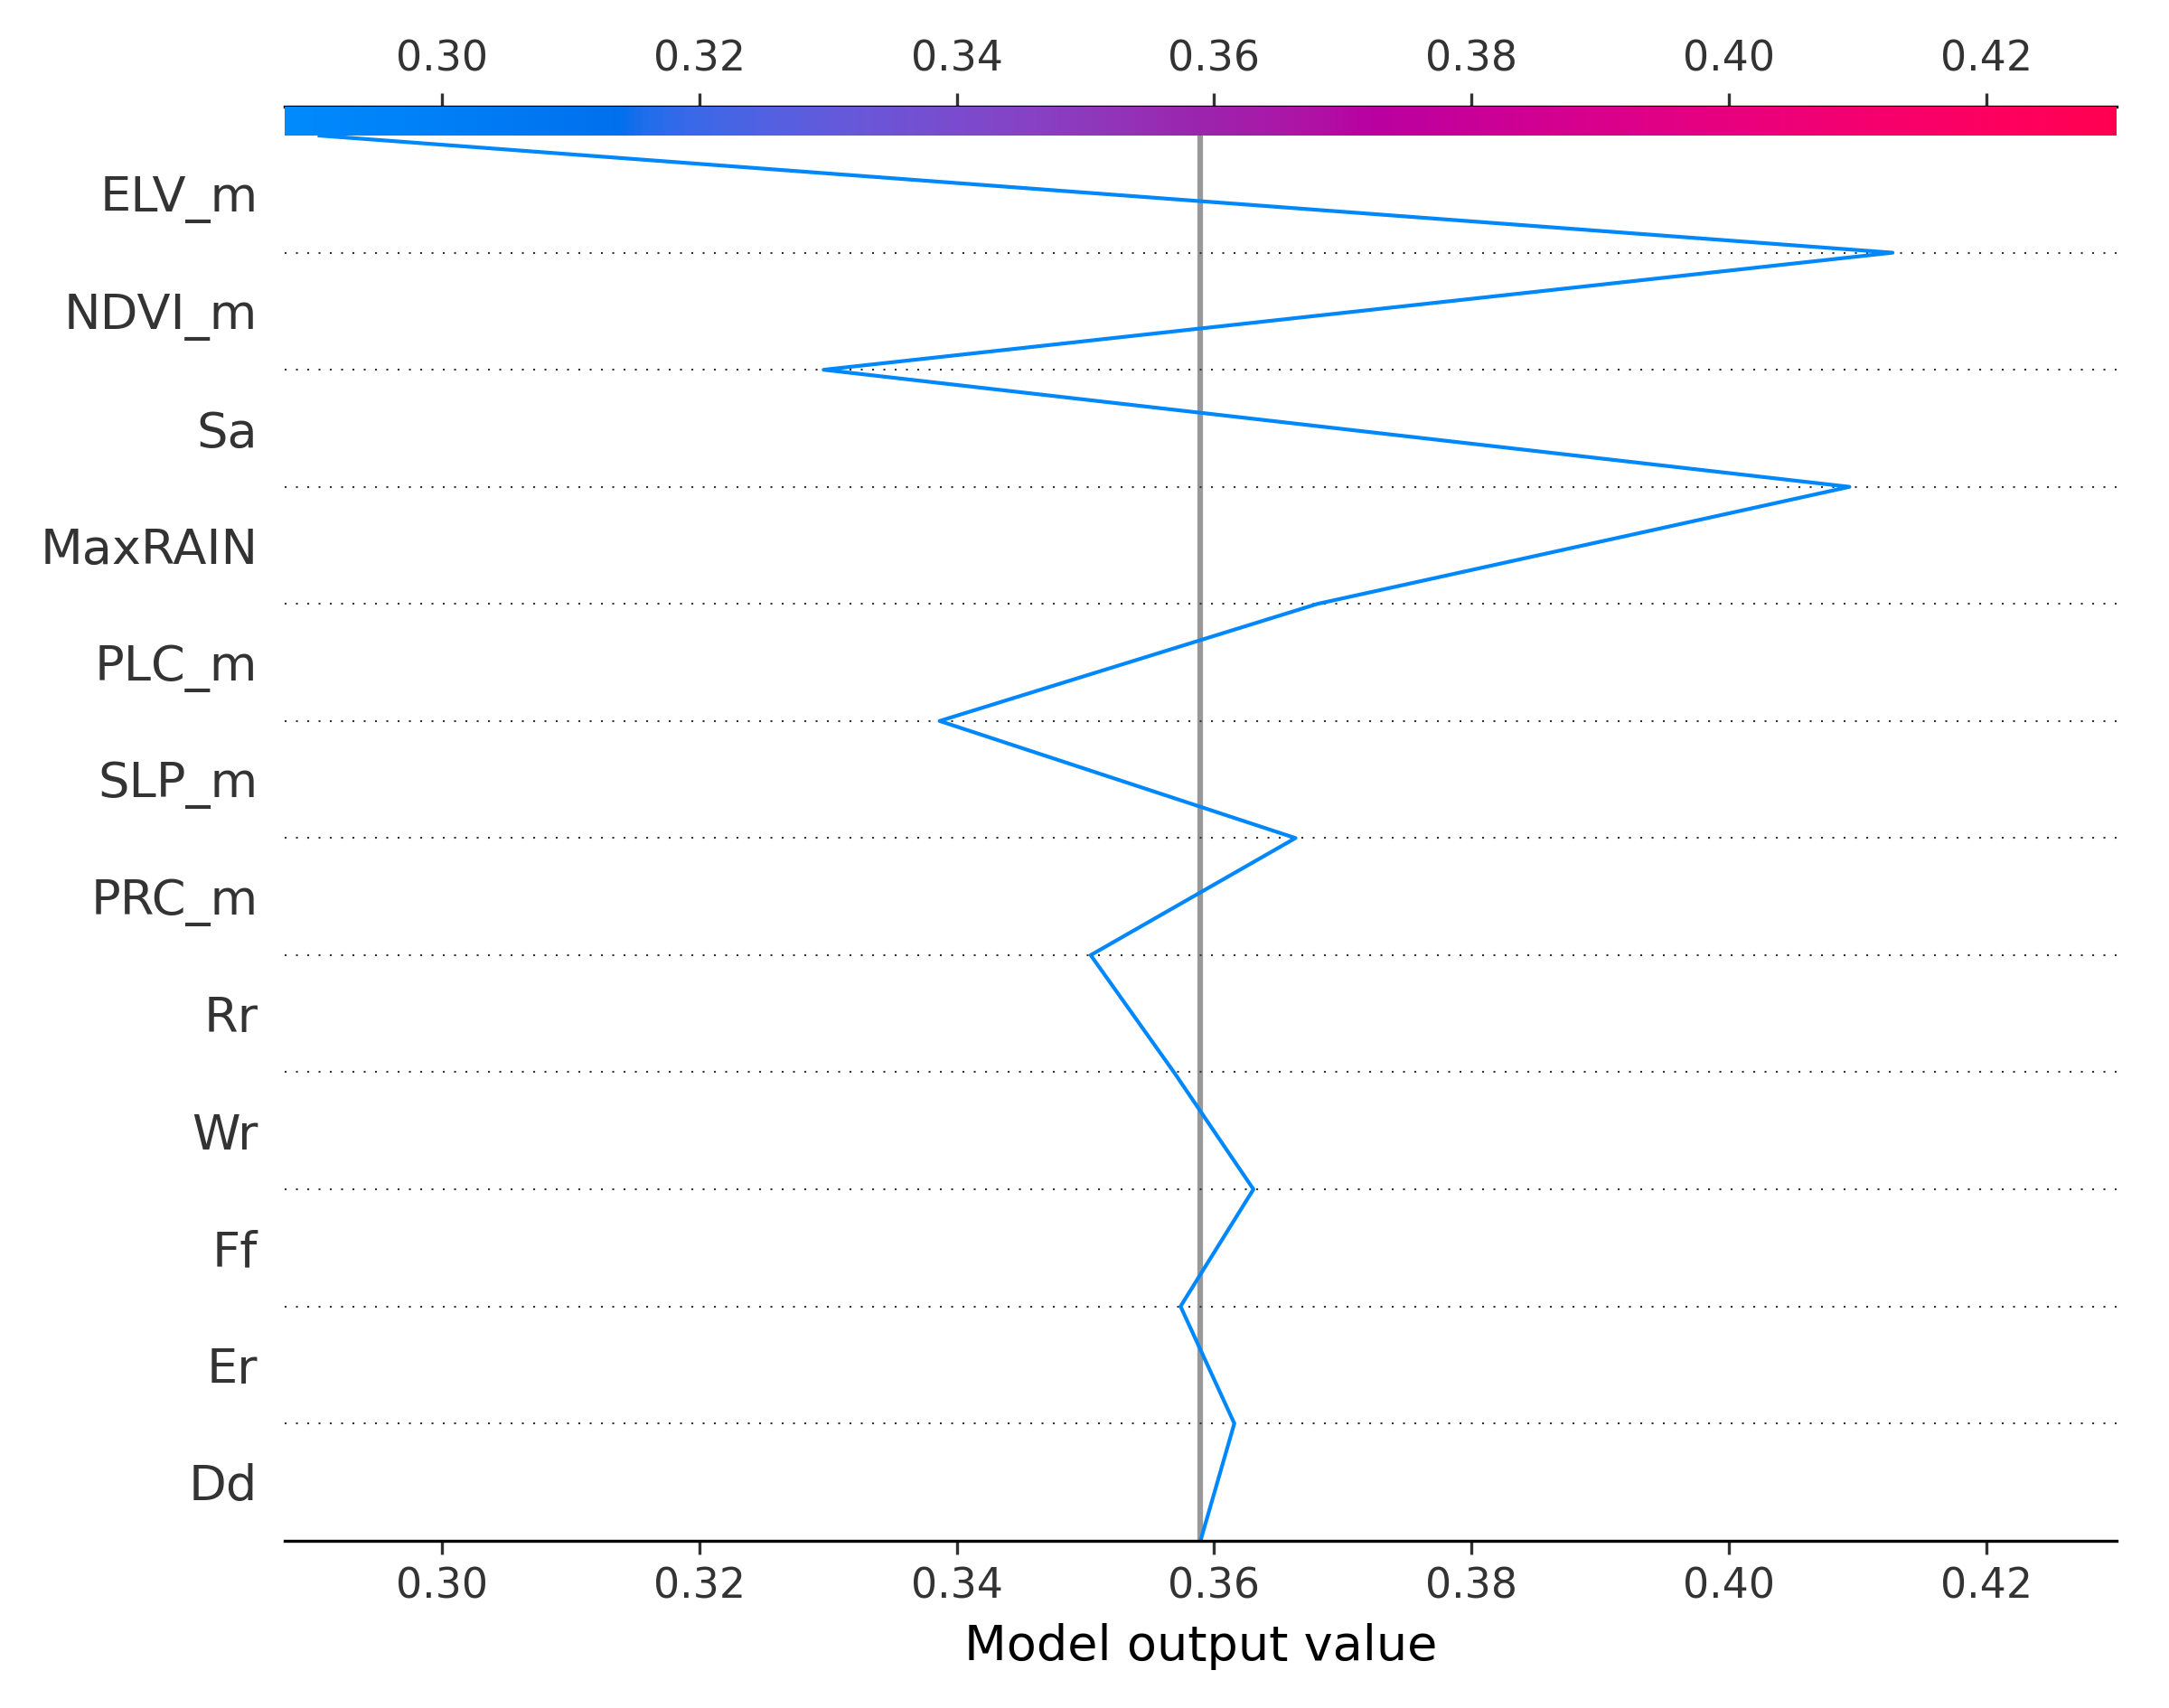 0.30 0.32 0.34 0.36 0.38 0.40 0.42
ELV_m
NDVI_m
Sa
MaxRAIN
PLC_m
SLP_m
PRC_m
Rr
Wr
Ff
Er
Dd
0.30 0.32 0.34 0.36 0.38 0.40 0.42
Model output value